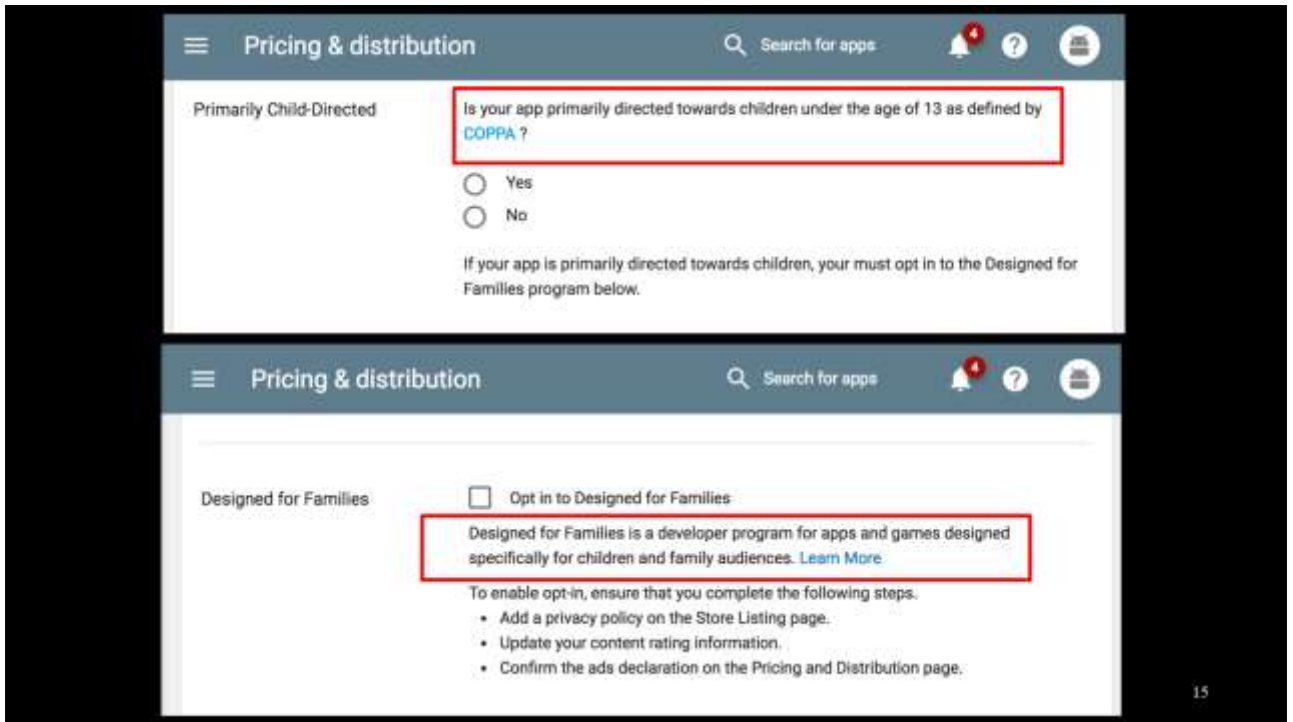 Pricing & distribution
Search for apps
4
?
Primarily Child-Directed
Is your app primarily directed towards children under the age of 13 as defined by
COPPA ?
Yes
No
If your app is primarily directed towards children, your must opt in to the Designed for
Families program below.
Pricing & distribution
Search for apps
4
?
Designed for Families
Opt in to Designed for Families
Designed for Families is a developer program for apps and games designed
specifically for children and family audiences. Learn More
To enable opt-in, ensure that you complete the following steps.
• Add a privacy policy on the Store Listing page.
• Update your content rating information.
• Confirm the ads declaration on the Pricing and Distribution page.
15